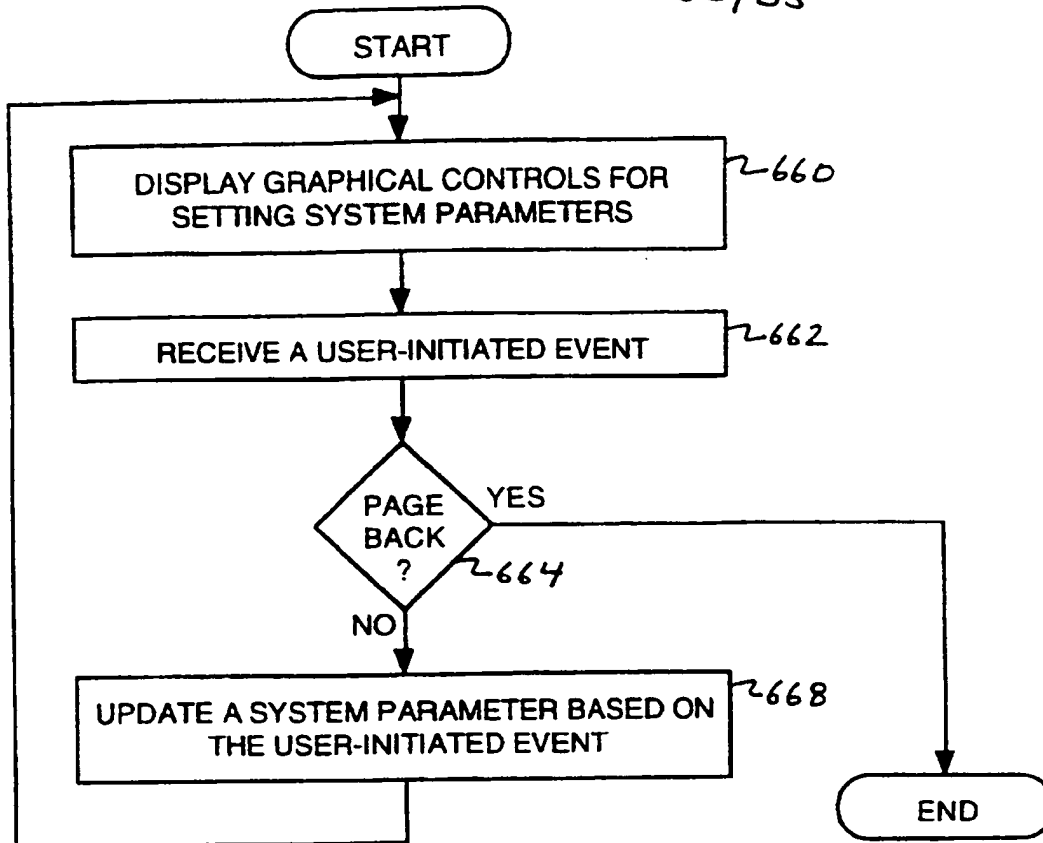 START
DISPLAY GRAPHICAL CONTROLS FOR
SETTING SYSTEM PARAMETERS
660
RECEIVE A USER-INITIATED EVENT
662
PAGE
BACK
?
YES
664
NO
UPDATE A SYSTEM PARAMETER BASED ON
THE USER-INITIATED EVENT
668
END